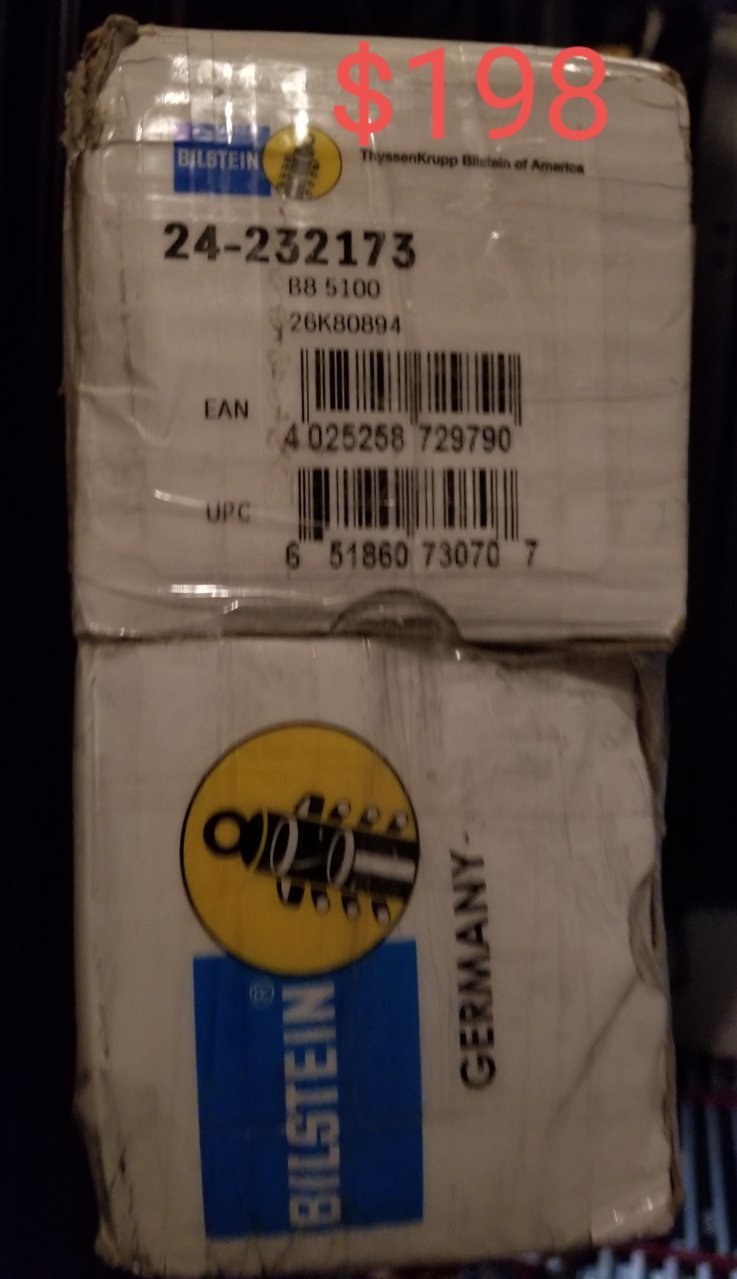 $198
BILSTEIN
ThyssenKrupp Bilstein of America
24-232173
B8 5100
26K80894
EAN
4 025258 729790
UPC
6 51860 73070 7
BILSTEIN®
GERMANY-